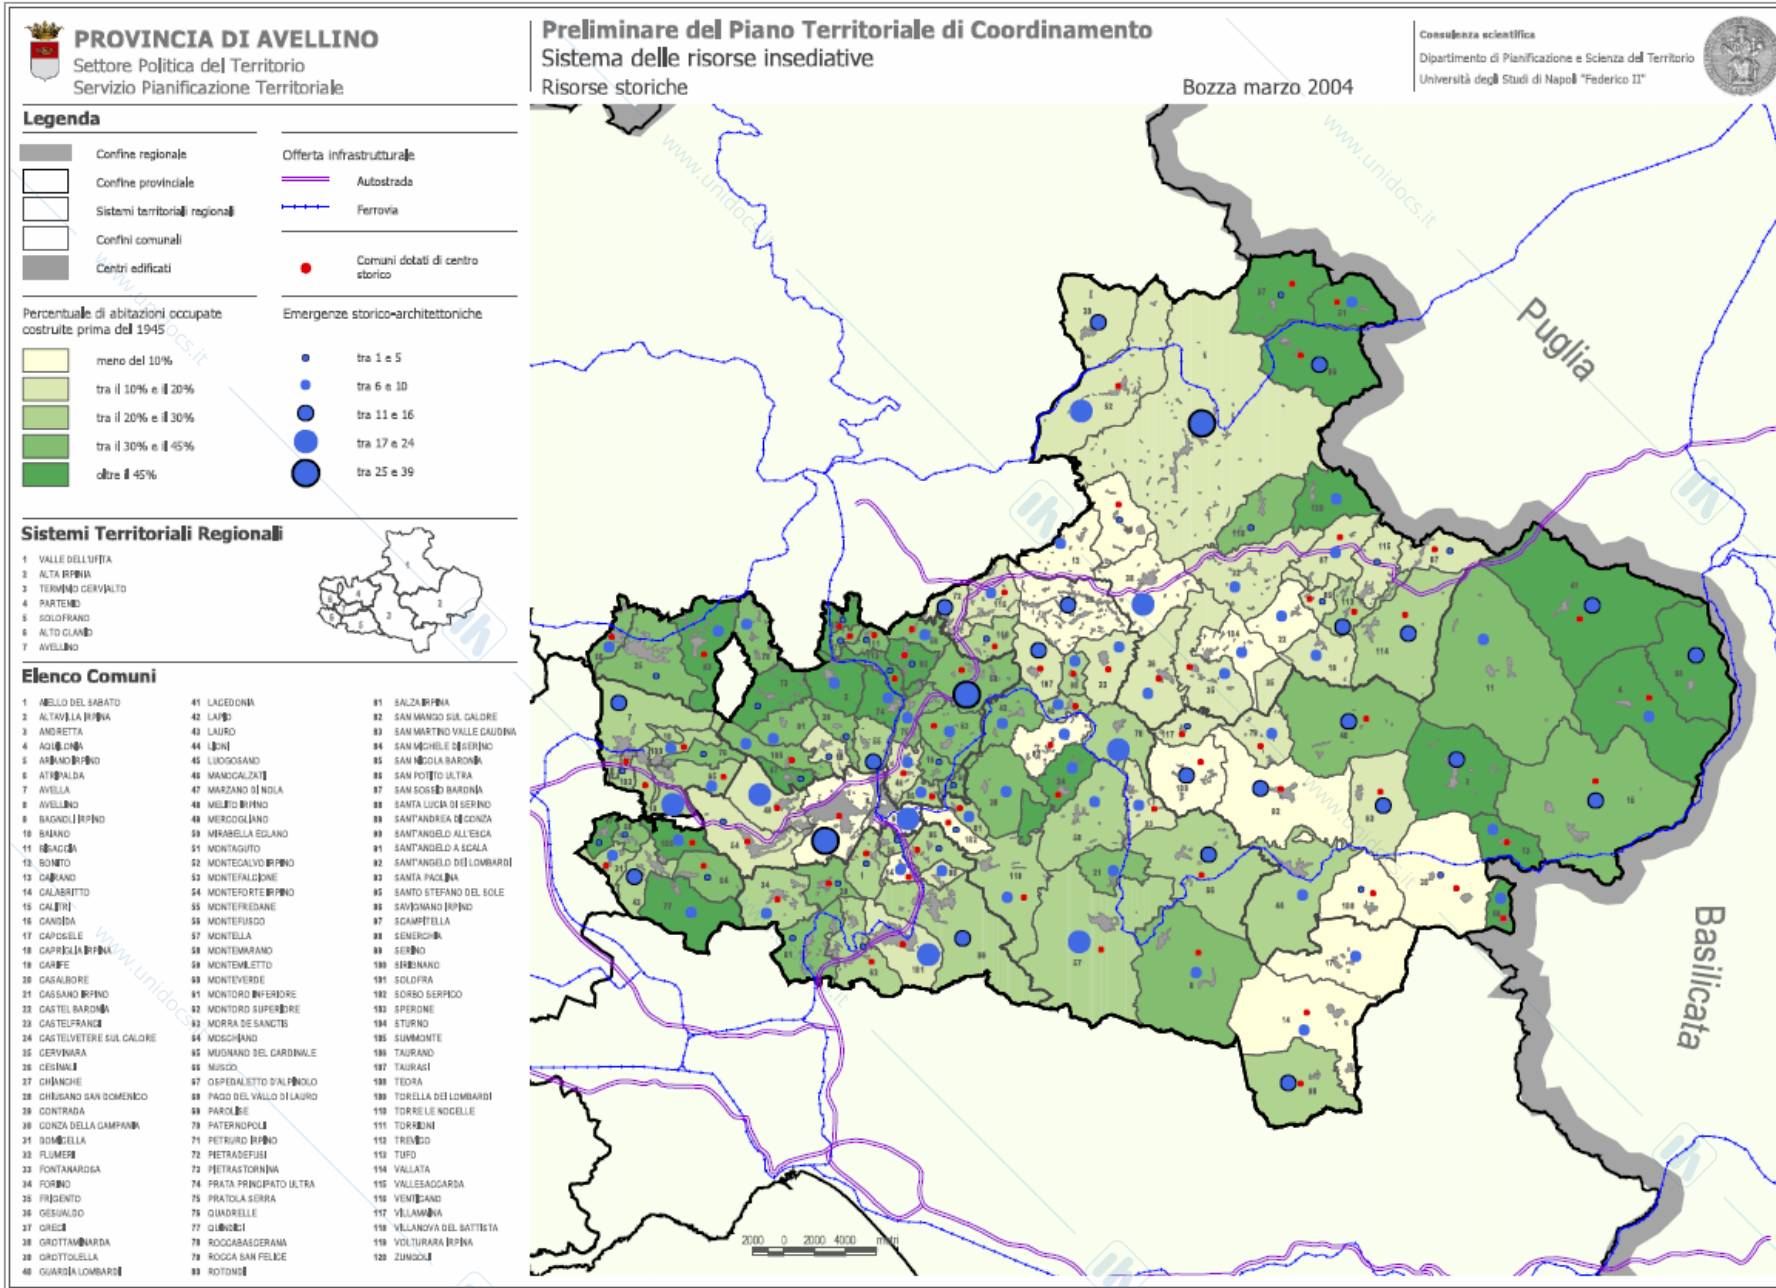 PROVINCIA DI AVELLINO
Settore Politica del Territorio
Servizio Pianificazione Territoriale
Preliminare del Piano Territoriale di Coordinamento
Sistema delle risorse insediative
Risorse storiche
Bozza marzo 2004
Consulenza scientifica
Dipartimento di Pianificazione e Scienza del Territorio
Università degli Studi di Napoli "Federico II"
Legenda
Confine regionale
Confine provinciale
Sistemi territoriali regionali
Confini comunali
Centri edificati
Offerta infrastrutturale
Autostrada
Ferrovia
Comuni dotati di centro
storico
Percentuale di abitazioni occupate
costruite prima del 1945
meno del 10%
tra il 10% e il 20%
tra il 20% e il 30%
tra il 30% e il 45%
oltre il 45%
Emergenze storico-architettoniche
tra 1 e 5
tra 6 e 10
tra 11 e 16
tra 17 e 24
tra 25 e 39
Sistemi Territoriali Regionali
1 VALLE DELL'UFITA
2 ALTA IRPINIA
3 TERMINIO CERVIALTO
4 PARTENIO
5 SOLOFRANO
6 ALTO CLANIO
7 AVELLINO
Elenco Comuni
1 AIELLO DEL SABATO
2 ALTAVILLA IRPINA
3 ANDRETTA
4 AQUILONIA
5 ARIANO IRPINO
6 ATRIPALDA
7 AVELLA
8 AVELLINO
9 BAGNOLI IRPINO
10 BAIANO
11 BISACCIA
12 BONITO
13 CAIRANO
14 CALABRITTO
15 CALITRI
16 CANDIDA
17 CAPOSELE
18 CAPRIGLIA IRPINA
19 CARIFE
20 CASALBORE
21 CASSANO IRPINO
22 CASTEL BARONIA
23 CASTELFRANCI
24 CASTELVETERE SUL CALORE
25 CERVINARA
26 CESINALI
27 CHIANCHE
28 CHIUSANO SAN DOMENICO
29 CONTRADA
30 CONZA DELLA CAMPANIA
31 DOMICELLA
32 FLUMERI
33 FONTANAROSA
34 FORINO
35 FRIGENTO
36 GESUALDO
37 GRECI
38 GROTTAMINARDA
39 GROTTOLELLA
40 GUARDIA LOMBARDI
41 LACEDONIA
42 LAPIO
43 LAURO
44 LIONI
45 LUOGOSANO
46 MANOCALZATI
47 MARZANO DI NOLA
48 MELITO IRPINO
49 MERCOGLIANO
50 MIRABELLA ECLANO
51 MONTAGUTO
52 MONTECALVO IRPINO
53 MONTEFALCIONE
54 MONTEFORTE IRPINO
55 MONTEFREDANE
56 MONTEFUSCO
57 MONTELLA
58 MONTEMARANO
59 MONTEMILETTO
60 MONTEVERDE
61 MONTORO INFERIORE
62 MONTORO SUPERIORE
63 MORRA DE SANCTIS
64 MOSCHIANO
65 MUGNANO DEL CARDINALE
66 NUSCO
67 OSPEDALETTO D'ALPINOLO
68 PAGO DEL VALLO DI LAURO
69 PAROLISE
70 PATERNOPOLI
71 PETRURO IRPINO
72 PIETRADEFUSI
73 PIETRASTORNINA
74 PRATA PRINCIPATO ULTRA
75 PRATOLA SERRA
76 QUADRELLE
77 QUINDICI
78 ROCCABASCERANA
79 ROCCA SAN FELICE
80 ROTONDI
81 SALZA IRPINA
82 SAN MANGO SUL CALORE
83 SAN MARTINO VALLE CAUDINA
84 SAN MICHELE DI SERINO
85 SAN NICOLA BARONIA
86 SAN POTITO ULTRA
87 SAN SOSSIO BARONIA
88 SANTA LUCIA DI SERINO
89 SANT'ANDREA DI CONZA
90 SANT'ANGELO ALL'ESCA
91 SANT'ANGELO A SCALA
92 SANT'ANGELO DEI LOMBARDI
93 SANTA PAOLINA
95 SANTO STEFANO DEL SOLE
96 SAVIGNANO IRPINO
97 SCAMPITELLA
98 SENERCHIA
99 SERINO
100 SIRIGNANO
101 SOLOFRA
102 SORBO SERPICO
103 SPERONE
104 STURNO
105 SUMMONTE
106 TAURANO
107 TAURASI
108 TEORA
109 TORELLA DEI LOMBARDI
110 TORRE LE NOCELLE
111 TORRIONI
112 TREVICO
113 TUFO
114 VALLATA
115 VALLESACCARDA
116 VENTICANO
117 VILLAMAINA
118 VILLANOVA DEL BATTISTA
119 VOLTURARA IRPINA
120 ZUNGOLI
Puglia
Basilicata
2000 0 2000 4000 metri
www.unidocs.it
www.unidocs.it
www.unidocs.it
www.unidocs.it
www.unidocs.it
www.unidocs.it